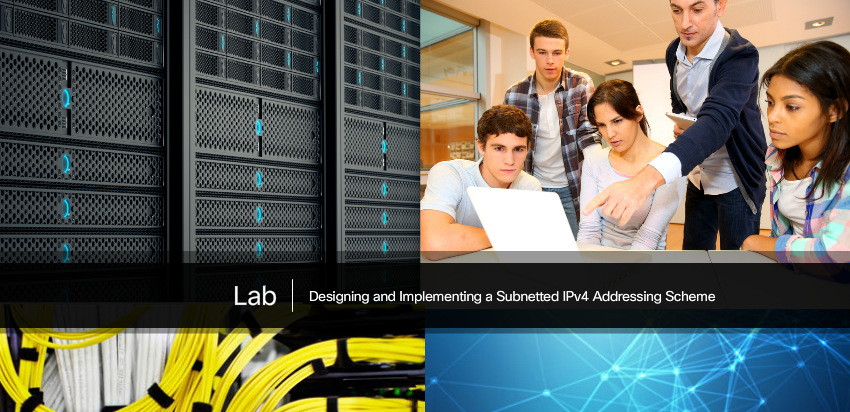 Lab
Designing and Implementing a Subnetted IPv4 Addressing Scheme